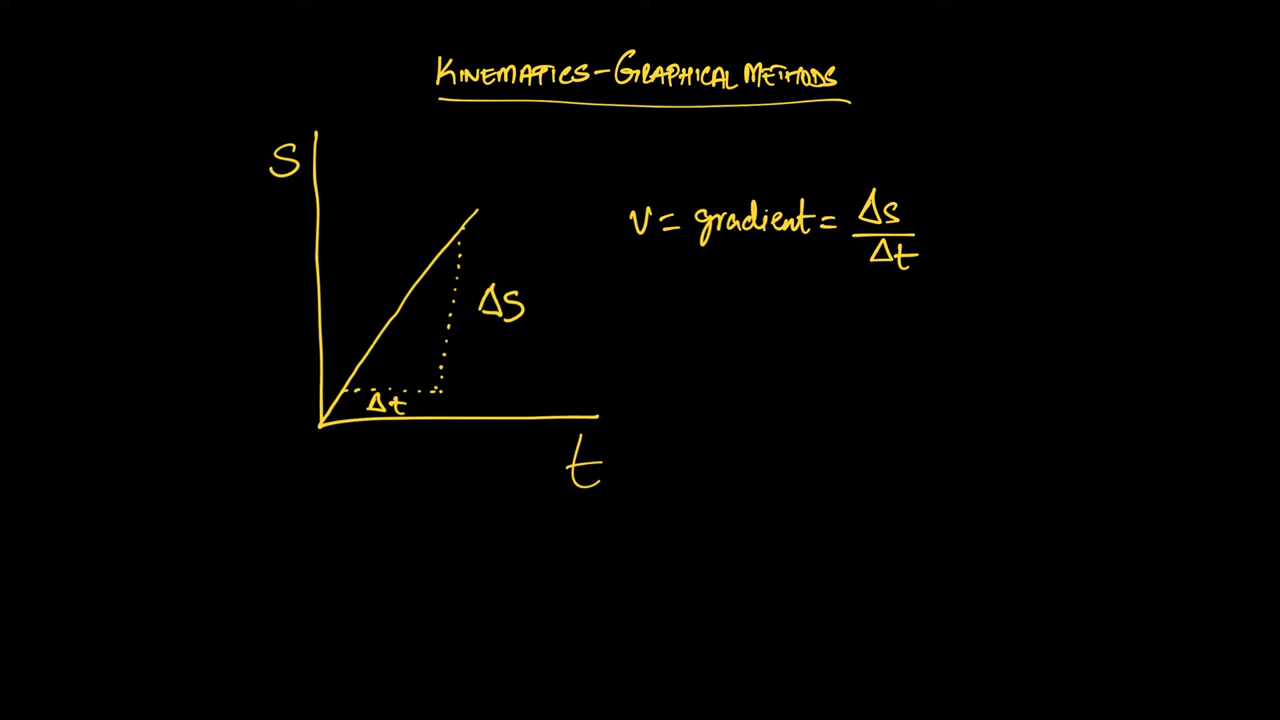 KINEMATICS - GRAPHICAL METHODS
S
v = gradient = Δs/Δt
ΔS
Δt
t